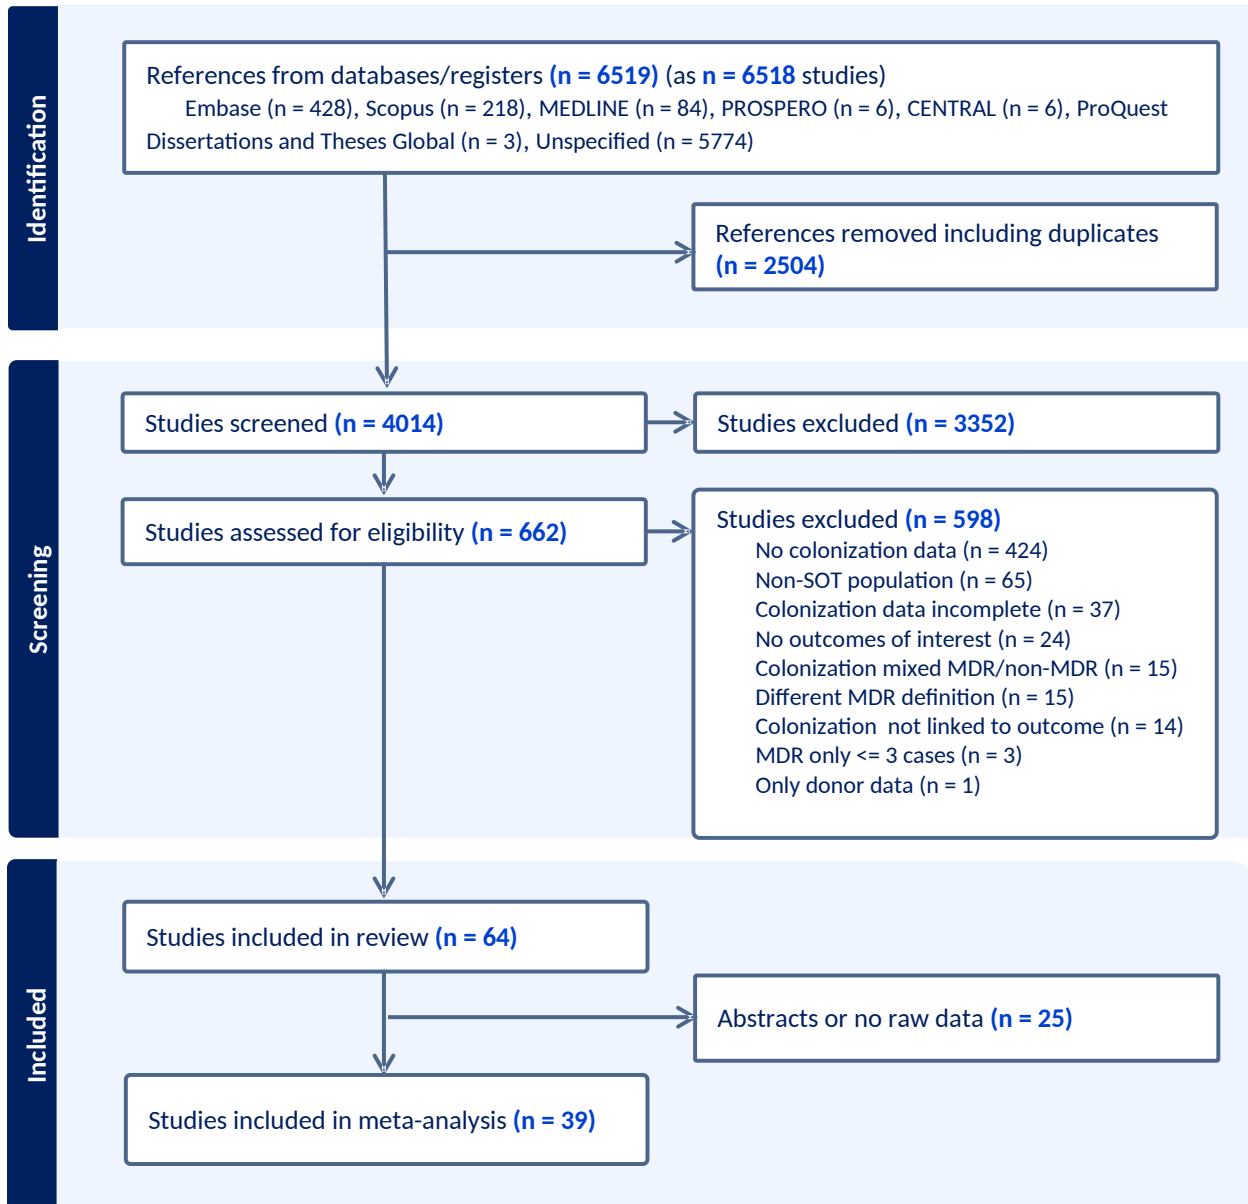 Identification
References from databases/registers (n = 6519) (as n = 6518 studies)
Embase (n = 428), Scopus (n = 218), MEDLINE (n = 84), PROSPERO (n = 6), CENTRAL (n = 6), ProQuest
Dissertations and Theses Global (n = 3), Unspecified (n = 5774)
References removed including duplicates
(n = 2504)
Screening
Studies screened (n = 4014)
Studies excluded (n = 3352)
Studies assessed for eligibility (n = 662)
Studies excluded (n = 598)
No colonization data (n = 424)
Non-SOT population (n = 65)
Colonization data incomplete (n = 37)
No outcomes of interest (n = 24)
Colonization mixed MDR/non-MDR (n = 15)
Different MDR definition (n = 15)
Colonization  not linked to outcome (n = 14)
MDR only <= 3 cases (n = 3)
Only donor data (n = 1)
Included
Studies included in review (n = 64)
Abstracts or no raw data (n = 25)
Studies included in meta-analysis (n = 39)